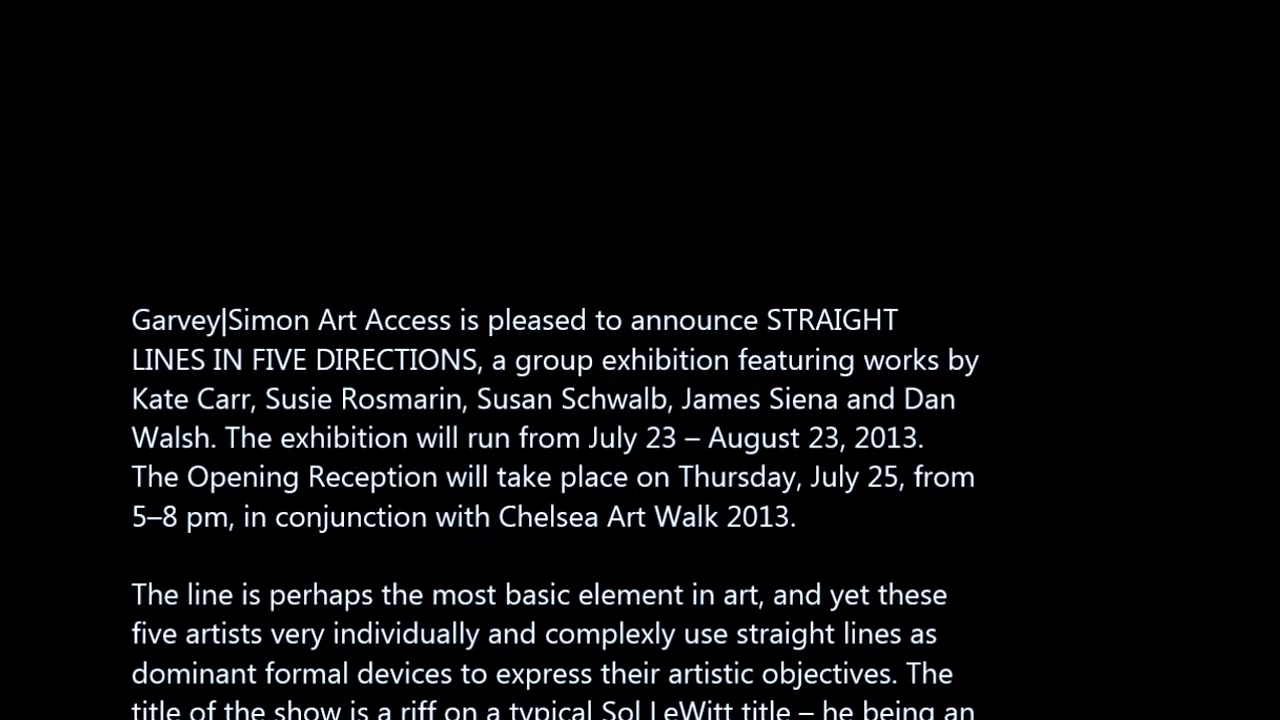 Garvey|Simon Art Access is pleased to announce STRAIGHT
LINES IN FIVE DIRECTIONS, a group exhibition featuring works by
Kate Carr, Susie Rosmarin, Susan Schwalb, James Siena and Dan
Walsh. The exhibition will run from July 23 – August 23, 2013.
The Opening Reception will take place on Thursday, July 25, from
5–8 pm, in conjunction with Chelsea Art Walk 2013.
The line is perhaps the most basic element in art, and yet these
five artists very individually and complexly use straight lines as
dominant formal devices to express their artistic objectives. The
title of the show is a riff on a typical Sol LeWitt title – he being an